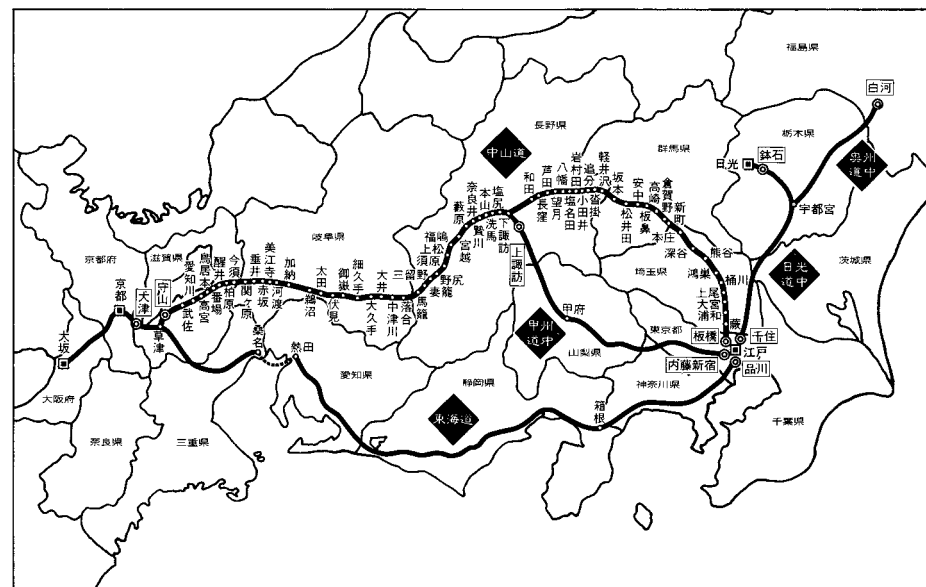 福島県
白河
栃木県
長野県
群馬県
中山道
日光
鉢石
奥州道中
宇都宮
茨城県
日光道中
軽井沢
追分
岩村田
八幡
芦田
和田
坂本
安中
高崎
倉賀野
新町
沓掛
小田井
塩名田
望月
長窪
松井田
板鼻
本庄
深谷
熊谷
鴻巣
桶川
上尾
大宮
浦和
蕨
板橋
千住
江戸
内藤新宿
品川
埼玉県
東京都
神奈川県
千葉県
塩尻
本山
奈良井
藪原
下諏訪
洗馬
贄川
宮越
上諏訪
福島
上松
須原
野尻
三留野
妻籠
馬籠
落合
中津川
大井
大久手
細久手
御嶽
伏見
太田
鵜沼
加納
河渡
美江寺
赤坂
垂井
関ヶ原
今須
柏原
醒井
番場
鳥居本
高宮
愛知川
武佐
守山
草津
大津
京都
大坂
京都府
滋賀県
岐阜県
大阪府
奈良県
三重県
愛知県
静岡県
山梨県
甲府
甲州道中
桑名
熱田
東海道
箱根